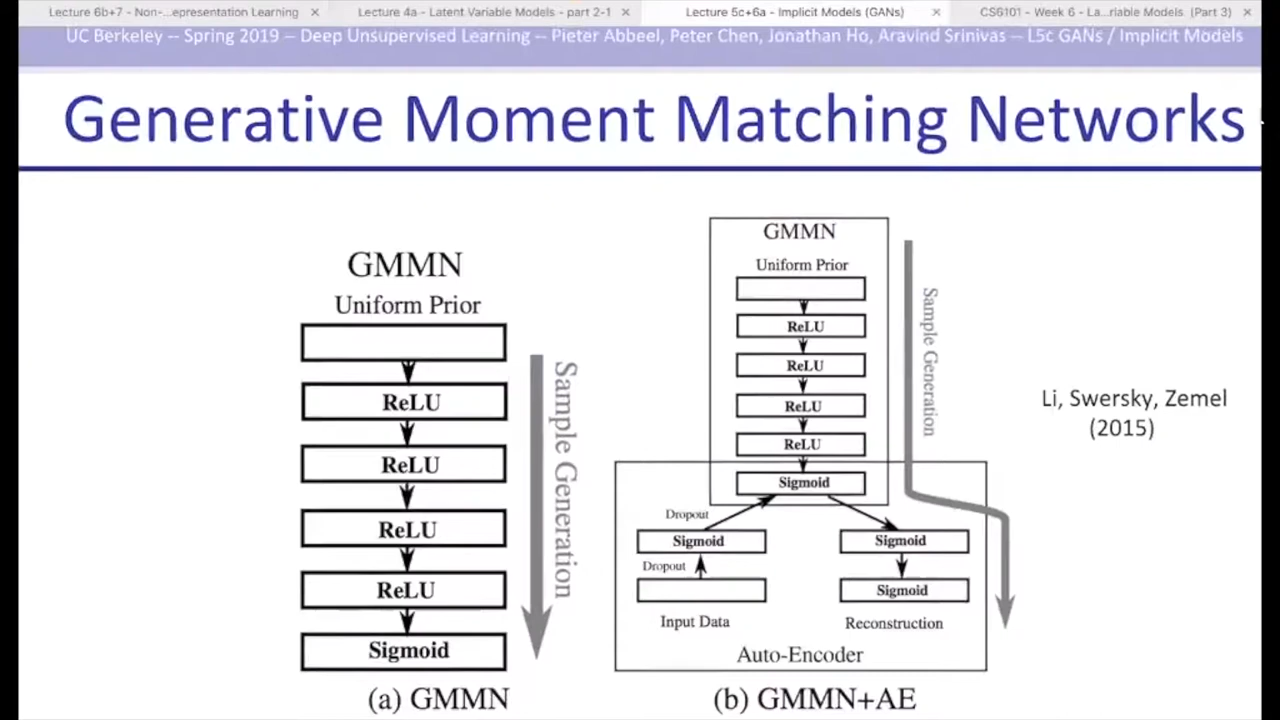 Lecture 6b+7 - Non-...epresentation Learning
Lecture 4a - Latent Variable Models - part 2-1
Lecture 5c+6a - Implicit Models (GANs)
CS6101 - Week 6 - La...riable Models (Part 3)
UC Berkeley -- Spring 2019 -- Deep Unsupervised Learning -- Pieter Abbeel, Peter Chen, Jonathan Ho, Aravind Srinivas -- L5c GANs / Implicit Models
Generative Moment Matching Networks
GMMN
Uniform Prior
ReLU
ReLU
ReLU
ReLU
Sigmoid
Sample Generation
(a) GMMN
GMMN
Uniform Prior
ReLU
ReLU
ReLU
ReLU
Sigmoid
Sample Generation
Dropout
Sigmoid
Dropout
Input Data
Sigmoid
Sigmoid
Reconstruction
Auto-Encoder
(b) GMMN+AE
Li, Swersky, Zemel
(2015)